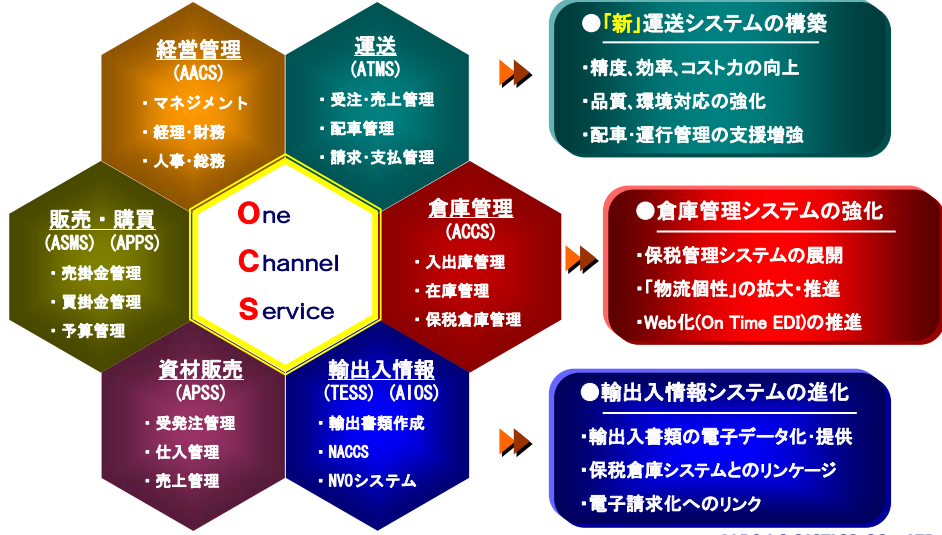 経営管理
(AACS)
・マネジメント
・経理・財務
・人事・総務
運送
(ATMS)
・受注・売上管理
・配車管理
・請求・支払管理
●「新」運送システムの構築
・精度、効率、コスト力の向上
・品質、環境対応の強化
・配車・運行管理の支援増強
販売・購買
(ASMS) (APPS)
・売掛金管理
・買掛金管理
・予算管理
One
Channel
Service
倉庫管理
(ACCS)
・入出庫管理
・在庫管理
・保税倉庫管理
●倉庫管理システムの強化
・保税管理システムの展開
・「物流個性」の拡大・推進
・Web化(On Time EDI)の推進
資材販売
(APSS)
・受発注管理
・仕入管理
・売上管理
輸出入情報
(TESS) (AIOS)
・輸出書類作成
・NACCS
・NVOシステム
●輸出入情報システムの進化
・輸出入書類の電子データ化・提供
・保税倉庫システムとのリンケージ
・電子請求化へのリンク